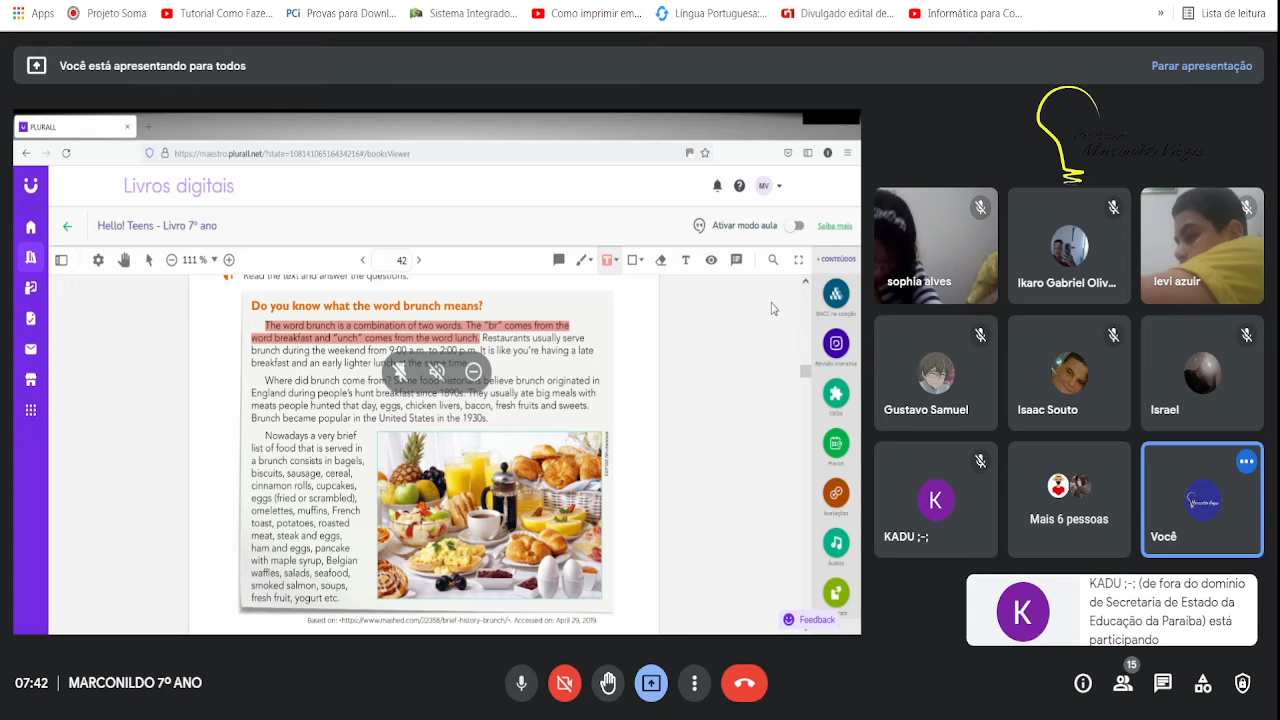 Apps
Projeto Soma
Tutorial Como Faze...
Provas para Downl...
Sistema Integrado...
Como imprimir em...
Língua Portuguesa:...
Divulgado edital de...
Informática para Co...
»
Lista de leitura
Você está apresentando para todos
Parar apresentação
PLURALL
https://maestro.plurall.net/?state=10814106516434216#/booksViewer
Livros digitais
MV
Hello! Teens - Livro 7º ano
Ativar modo aula
Saiba mais
111 %
42
+ CONTEÚDOS
Read the text and answer the questions.
Do you know what the word brunch means?
The word brunch is a combination of two words. The "br" comes from the
word breakfast and "unch" comes from the word lunch. Restaurants usually serve
brunch during the weekend from 9:00 a.m. to 2:00 p.m. It is like you're having a late
breakfast and an early lighter lunch at the same time.
Where did brunch come from? Some food historians believe brunch originated in
England during people's hunt breakfast since 1890s. They usually ate big meals with
meats people hunted that day, eggs, chicken livers, bacon, fresh fruits and sweets.
Brunch became popular in the United States in the 1930s.
Nowadays a very brief
list of food that is served in
a brunch consists in bagels,
biscuits, sausage, cereal,
cinnamon rolls, cupcakes,
eggs (fried or scrambled),
omelettes, muffins, French
toast, potatoes, roasted
meat, steak and eggs,
ham and eggs, pancake
with maple syrup, Belgian
waffles, salads, seafood,
smoked salmon, soups,
fresh fruit, yogurt etc.
Based on: <https://www.mashed.com/22358/brief-history-brunch/>. Accessed on: April 29, 2019.
BNCC na coleção
Revisão interativa
OEDs
Planos
Avaliações
Áudios
Feedback
Professor
Marconildo Viégas
sophia alves
Ikaro Gabriel Oliv...
levi azuir
Gustavo Samuel
Isaac Souto
Israel
K
KADU ;-;
Mais 6 pessoas
Você
K
KADU ;-; (de fora do domínio
de Secretaria de Estado da
Educação da Paraíba) está
participando
07:42 | MARCONILDO 7º ANO
15